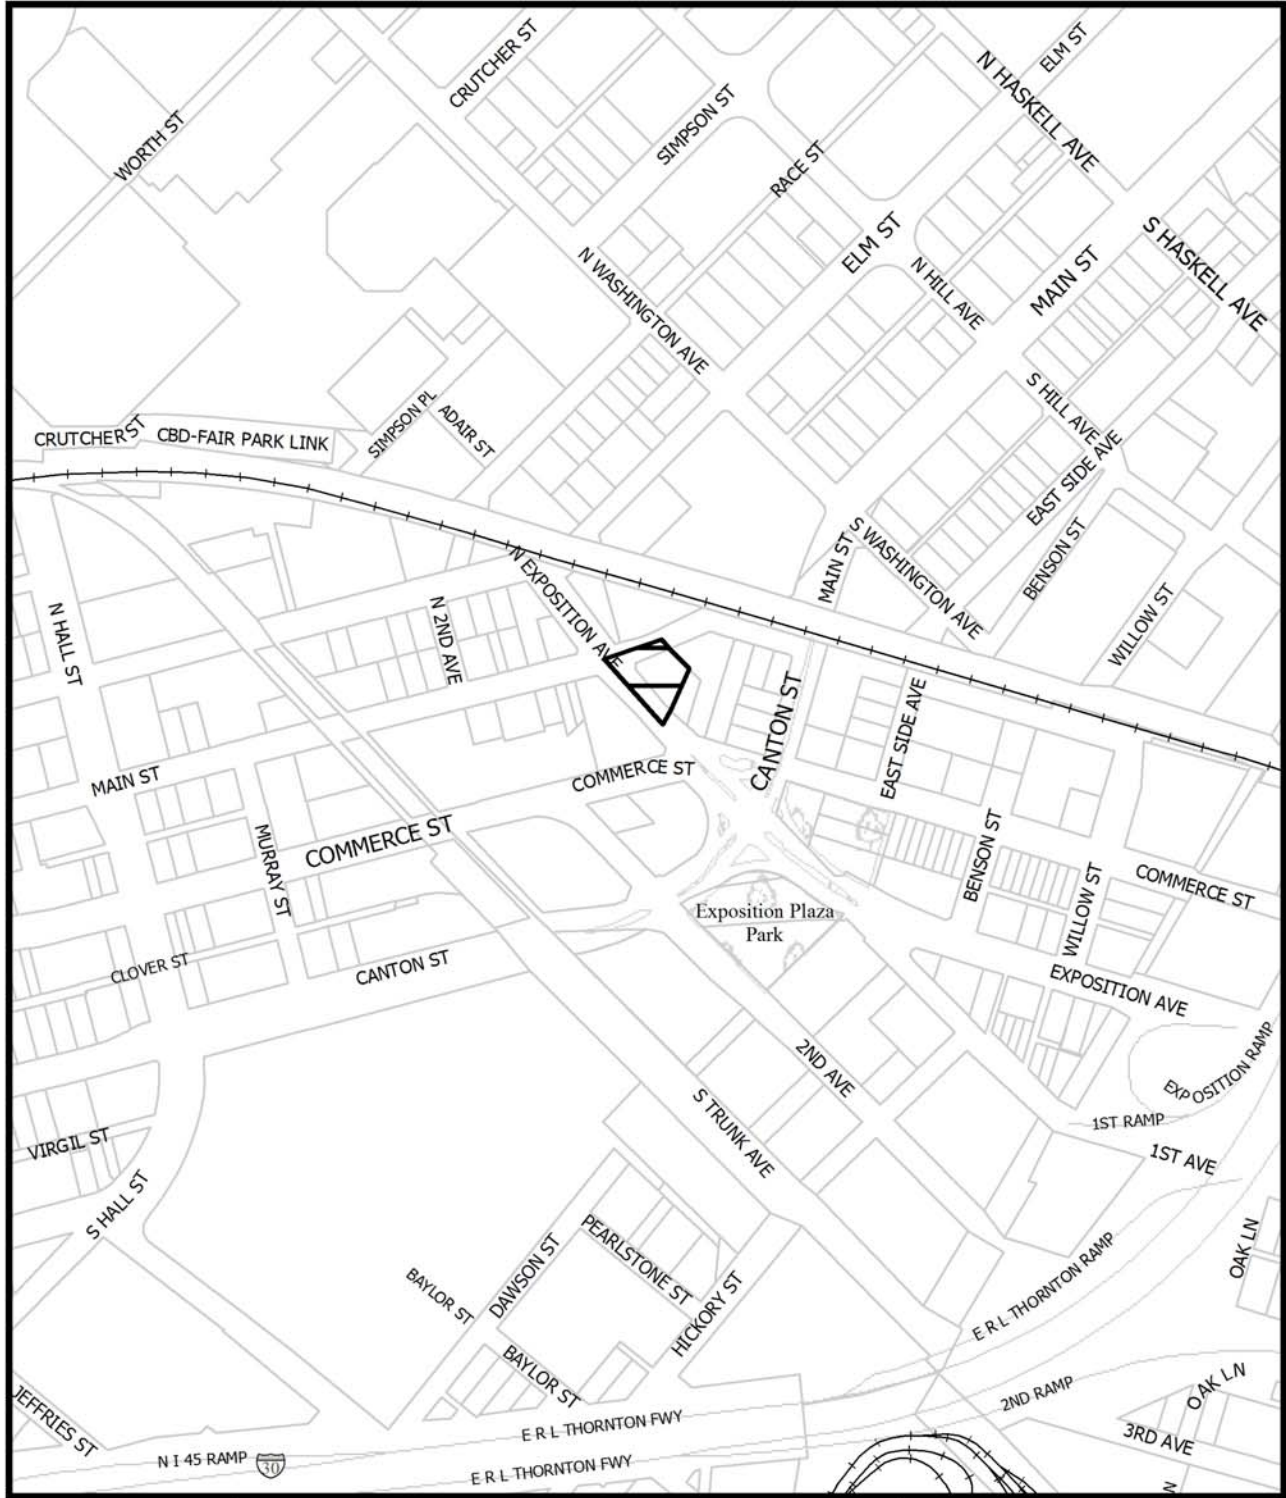 CRUTCHER ST
ELM ST
N HASKELL AVE
WORTH ST
SIMPSON ST
RACE ST
ELM ST
S HASKELL AVE
N WASHINGTON AVE
N HILL AVE
MAIN ST
SIMPSON PL
ADAIR ST
S HILL AVE
CRUTCHER ST
CBD-FAIR PARK LINK
EAST SIDE AVE
S WASHINGTON AVE
MAIN ST
BENSON ST
WILLOW ST
N EXPOSITION AVE
N 2ND AVE
N HALL ST
CANTON ST
EAST SIDE AVE
MAIN ST
COMMERCE ST
MURRAY ST
COMMERCE ST
BENSON ST
WILLOW ST
COMMERCE ST
Exposition Plaza
Park
CLOVER ST
CANTON ST
EXPOSITION AVE
2ND AVE
EXPOSITION RAMP
S TRUNK AVE
1ST RAMP
1ST AVE
VIRGIL ST
S HALL ST
PEARLSTONE ST
DAWSON ST
BAYLOR ST
HICKORY ST
OAK LN
E R L THORNTON RAMP
BAYLOR ST
2ND RAMP
OAK LN
JEFFRIES ST
E R L THORNTON FWY
3RD AVE
N I 45 RAMP
30
E R L THORNTON FWY
N